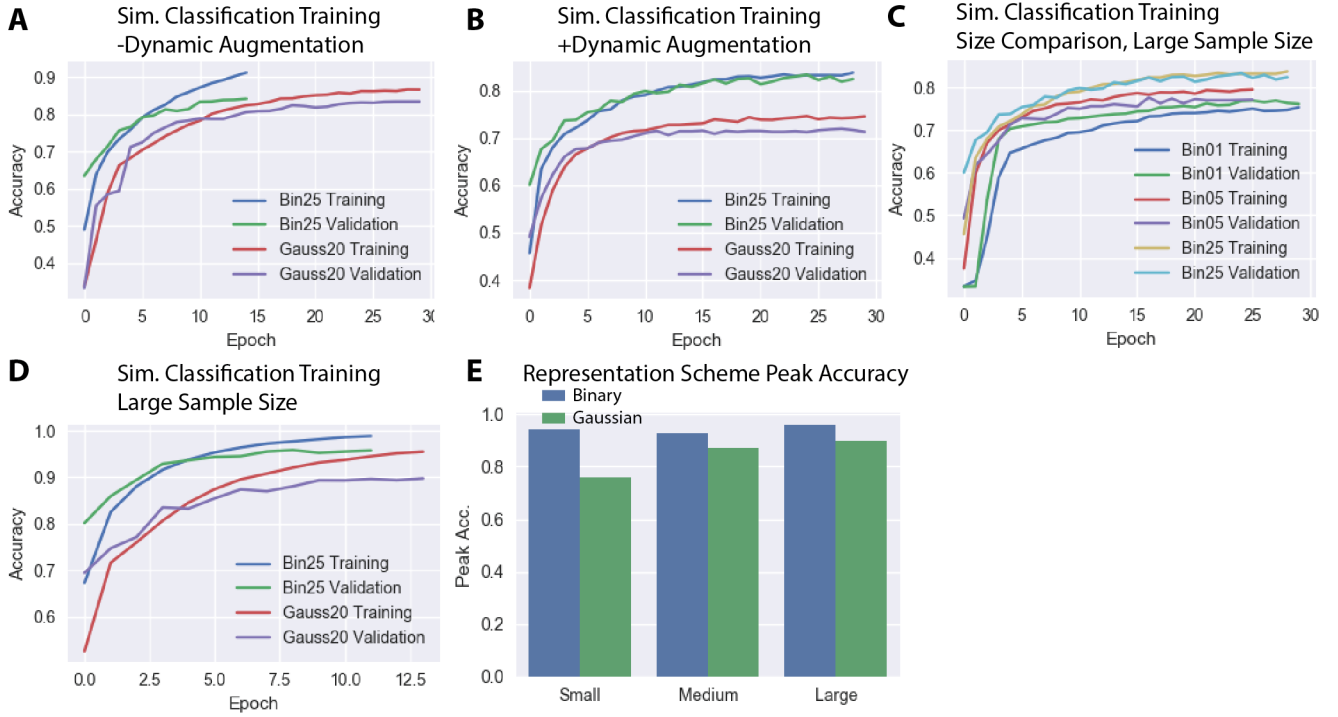 A
Sim. Classification Training
-Dynamic Augmentation
0.9
0.8
0.7
0.6
0.5
0.4
Accuracy
Bin25 Training
Bin25 Validation
Gauss20 Training
Gauss20 Validation
0 5 10 15 20 25 30
Epoch
B
Sim. Classification Training
+Dynamic Augmentation
0.8
0.7
0.6
0.5
0.4
Accuracy
Bin25 Training
Bin25 Validation
Gauss20 Training
Gauss20 Validation
0 5 10 15 20 25 30
Epoch
C
Sim. Classification Training
Size Comparison, Large Sample Size
0.8
0.7
0.6
0.5
0.4
Accuracy
Bin01 Training
Bin01 Validation
Bin05 Training
Bin05 Validation
Bin25 Training
Bin25 Validation
0 5 10 15 20 25 30
Epoch
D
Sim. Classification Training
Large Sample Size
1.0
0.9
0.8
0.7
0.6
Accuracy
Bin25 Training
Bin25 Validation
Gauss20 Training
Gauss20 Validation
0.0 2.5 5.0 7.5 10.0 12.5
Epoch
E
Representation Scheme Peak Accuracy
Binary
Gaussian
1.0
0.8
0.6
0.4
0.2
0.0
Peak Acc.
Small Medium Large